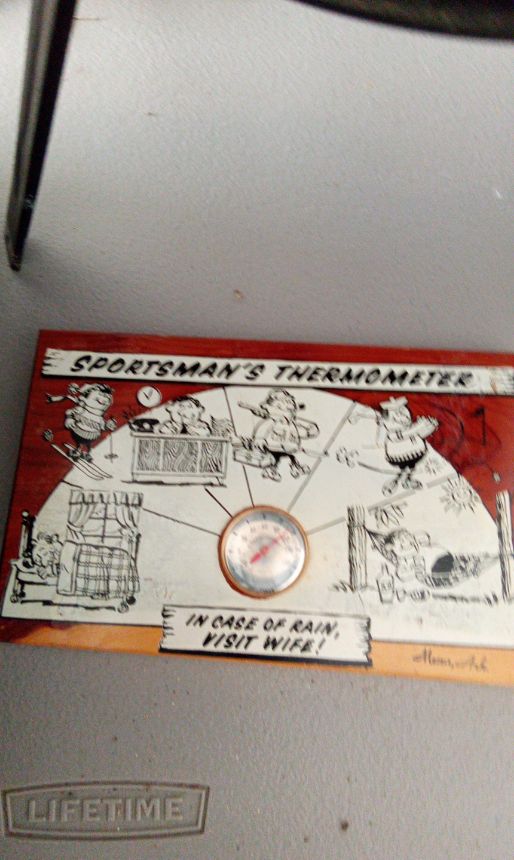 SPORTSMAN'S THERMOMETER
IN CASE OF RAIN,
VISIT WIFE!
LIFETIME